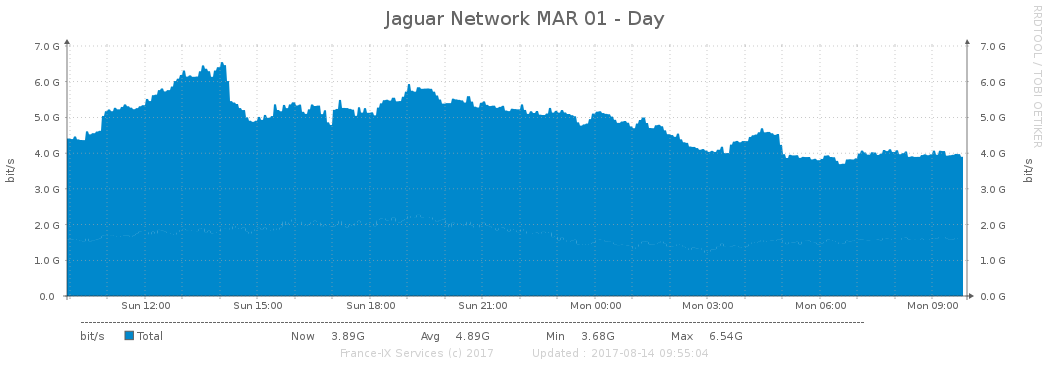 Jaguar Network MAR 01 - Day
RRDTOOL / TOBI OETIKER
bit/s
7.0 G
6.0 G
5.0 G
4.0 G
3.0 G
2.0 G
1.0 G
0.0
7.0 G
6.0 G
5.0 G
4.0 G
3.0 G
2.0 G
1.0 G
0.0 G
bit/s
Sun 12:00 Sun 15:00 Sun 18:00 Sun 21:00 Mon 00:00 Mon 03:00 Mon 06:00 Mon 09:00
bit/s Total Now 3.89G Avg 4.89G Min 3.68G Max 6.54G
France-IX Services (c) 2017 Updated : 2017-08-14 09:55:04